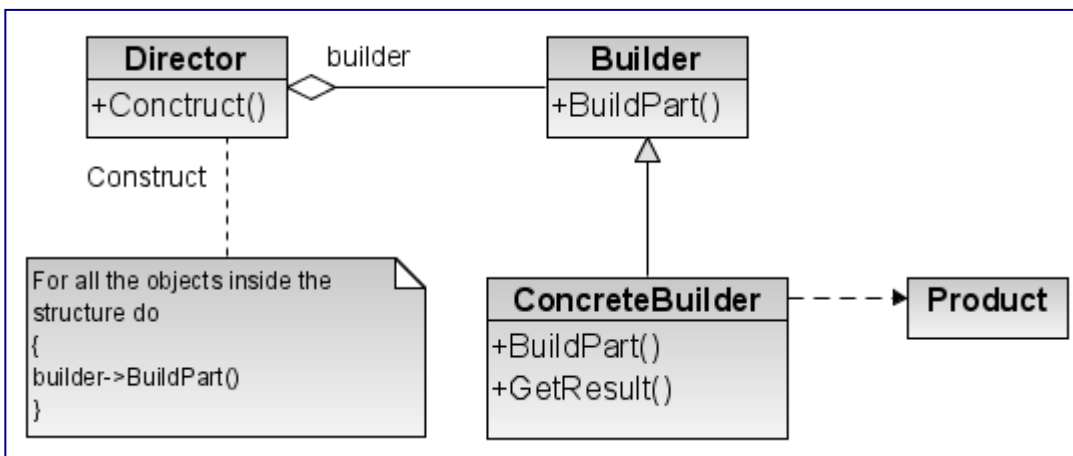 Director
+Conctruct()
builder
Builder
+BuildPart()
Construct
For all the objects inside the
structure do
{
builder->BuildPart()
}
ConcreteBuilder
+BuildPart()
+GetResult()
Product